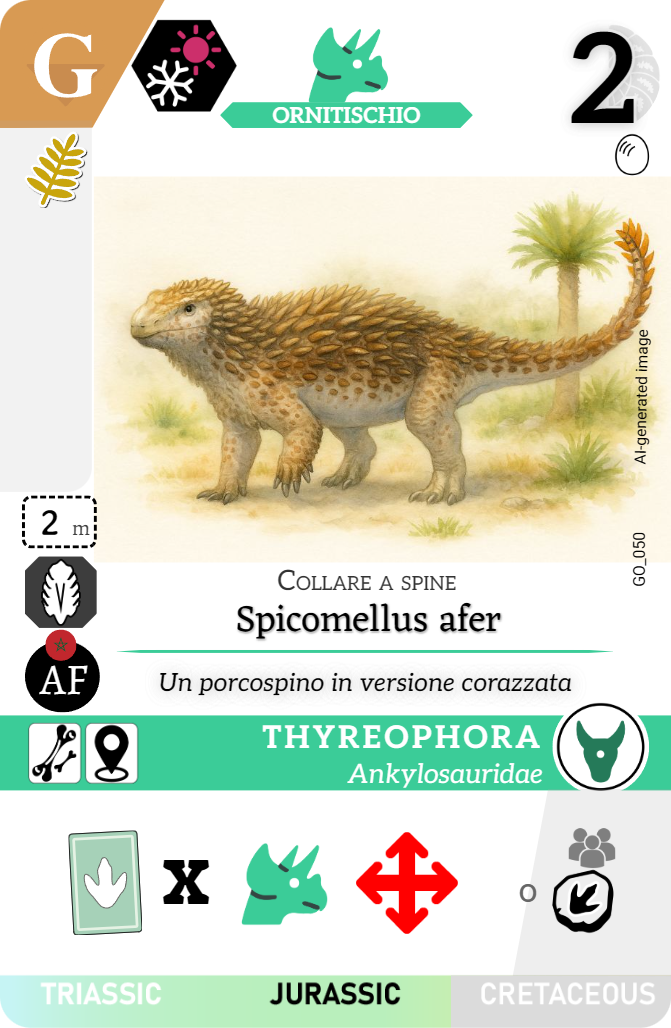 G
ORNITISCHIO
2
AI-generated image
2 m
GO_050
COLLARE A SPINE
Spicomellus afer
AF
Un porcospino in versione corazzata
THYREOPHORA
Ankylosauridae
X
o
TRIASSIC
JURASSIC
CRETACEOUS